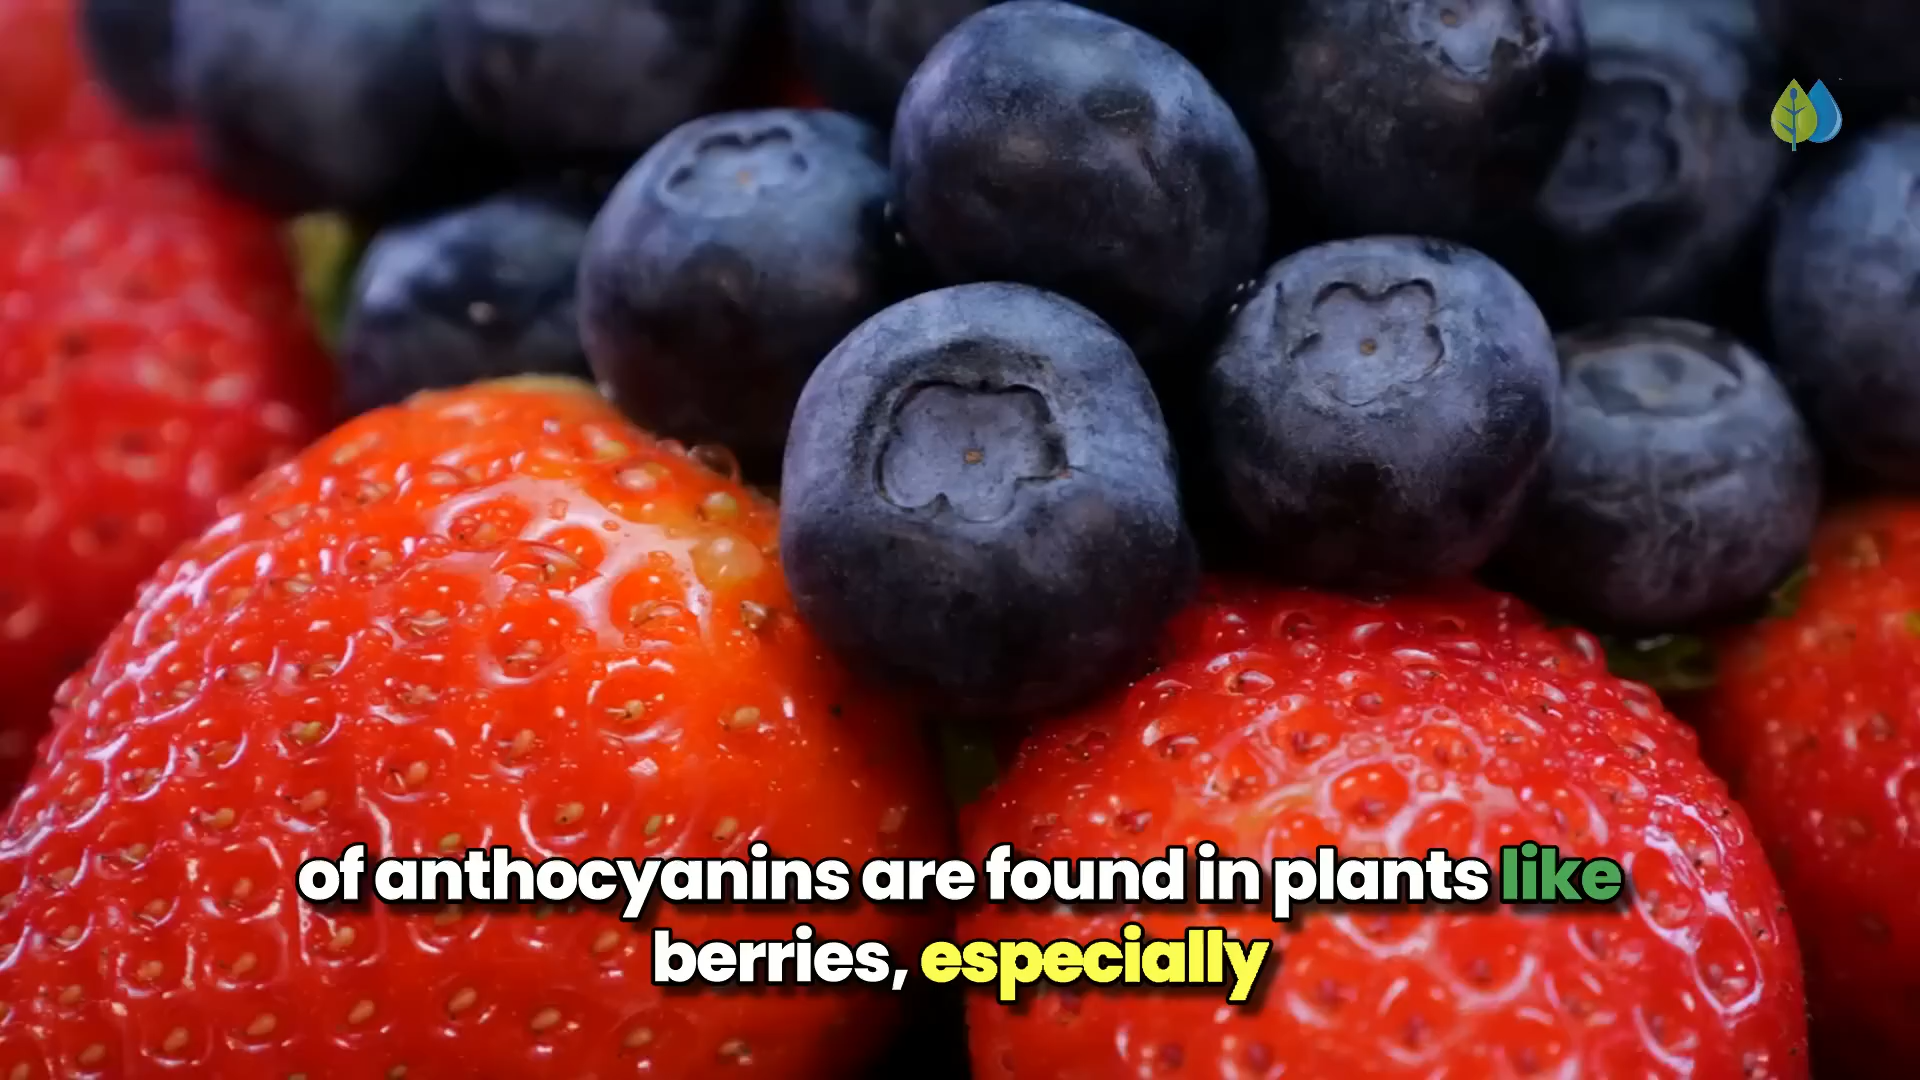 of anthocyanins are found in plants like
berries, especially